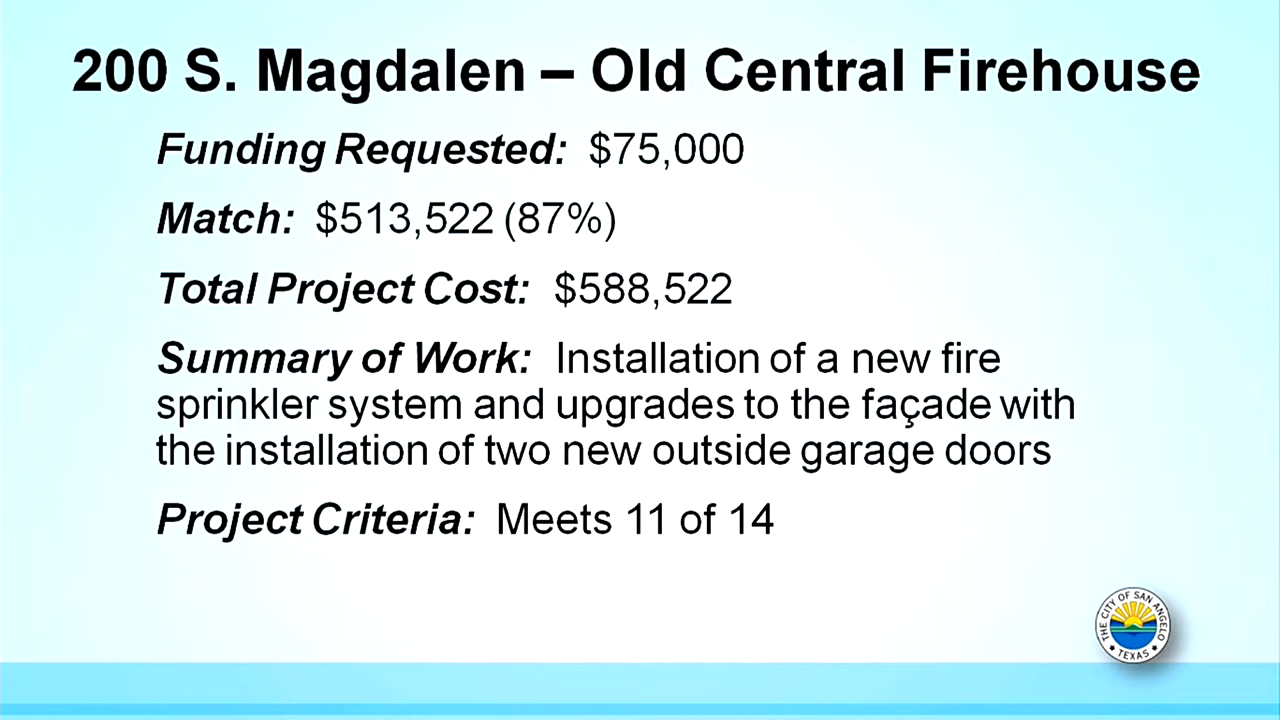 200 S. Magdalen – Old Central Firehouse
Funding Requested: $75,000
Match: $513,522 (87%)
Total Project Cost: $588,522
Summary of Work: Installation of a new fire
sprinkler system and upgrades to the façade with
the installation of two new outside garage doors
Project Criteria: Meets 11 of 14
THE CITY OF SAN ANGELO
TEXAS